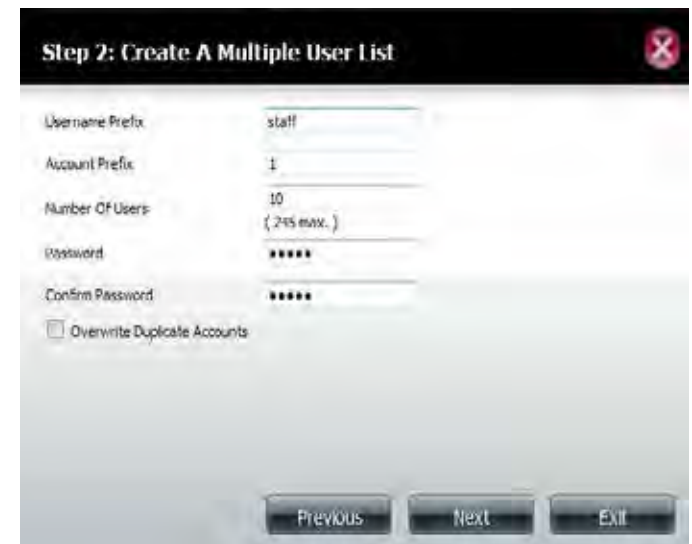 Step 2: Create A Multiple User List
Username Prefix staff
Account Prefix 1
Number Of Users 10
( 245 max. )
Password •••••
Confirm Password •••••
Overwrite Duplicate Accounts
Previous Next Exit